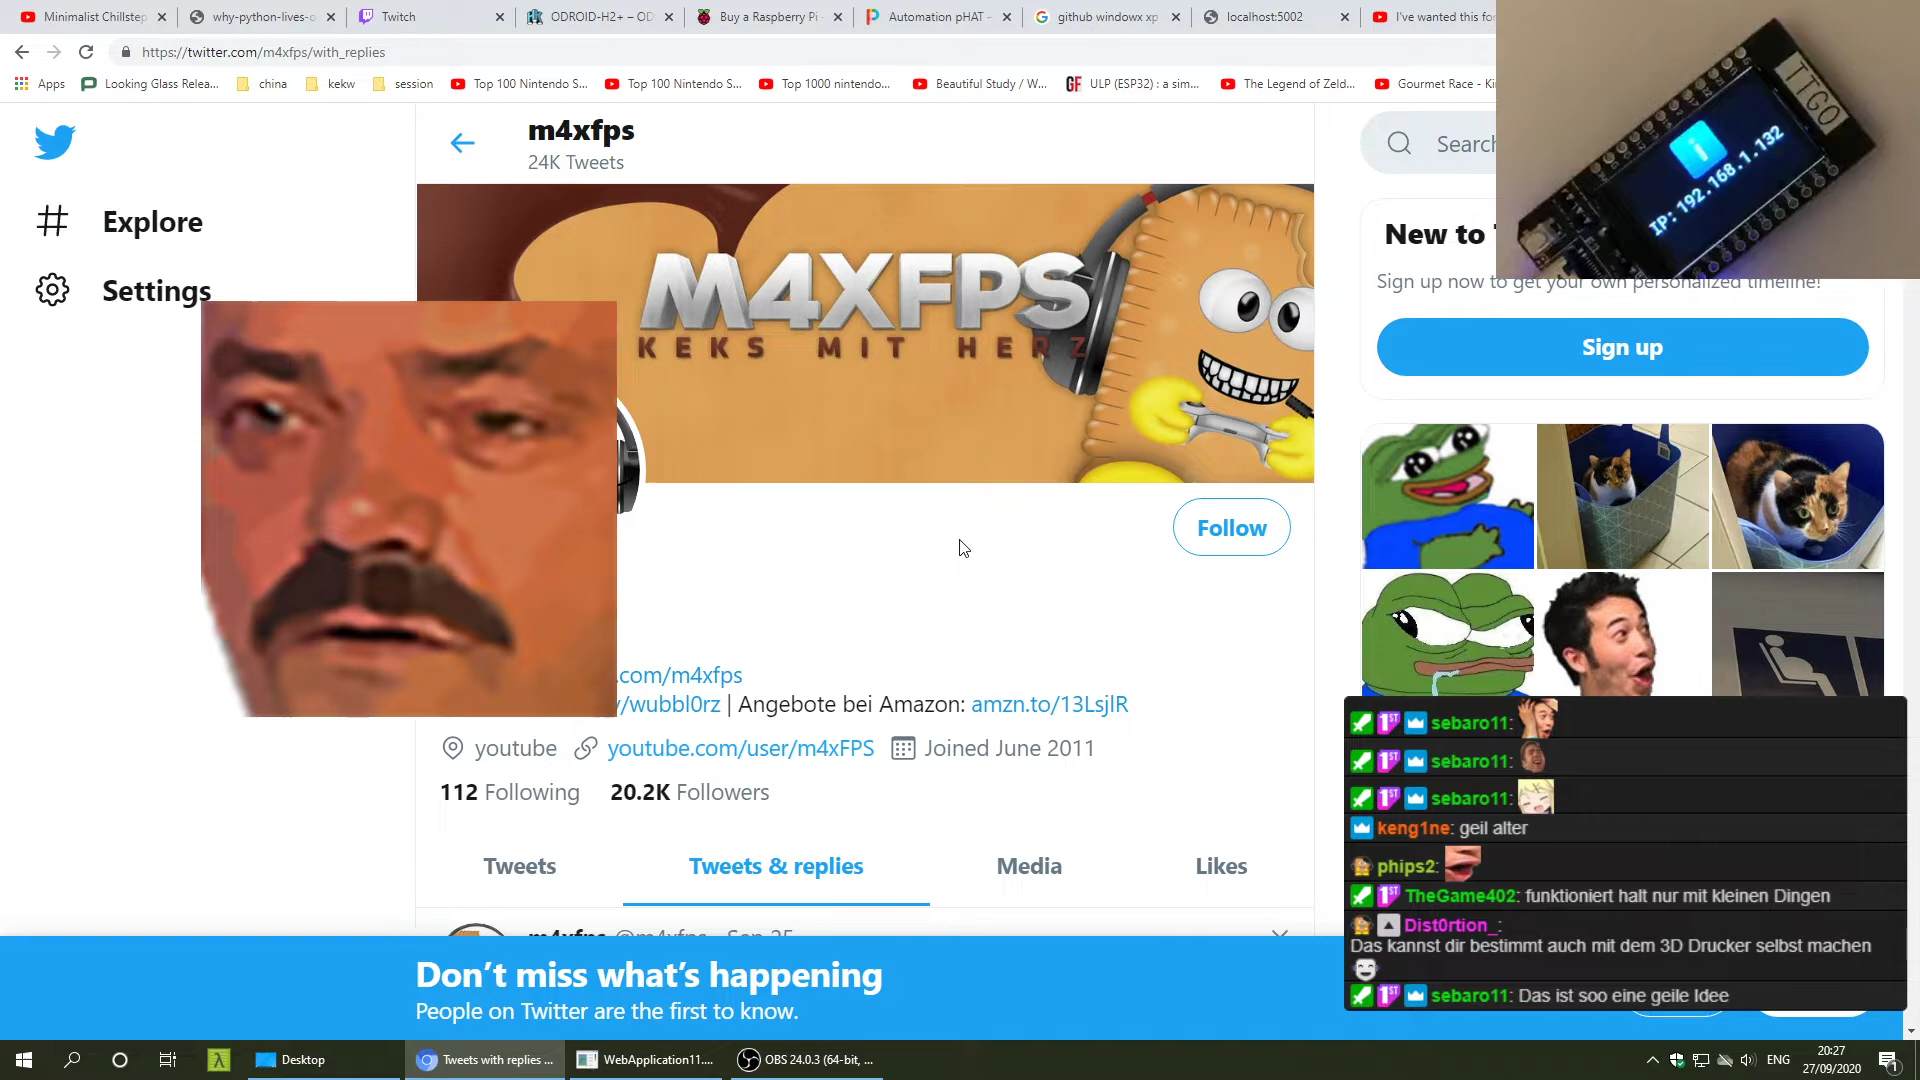 Minimalist Chillstep
why-python-lives-o
Twitch
ODROID-H2+ – OD
Buy a Raspberry Pi
Automation pHAT –
github windowx xp
localhost:5002
I've wanted this for
https://twitter.com/m4xfps/with_replies
Apps
Looking Glass Relea...
china
kekw
session
Top 100 Nintendo S...
Top 100 Nintendo S...
Top 1000 nintendo...
Beautiful Study / W...
GF ULP (ESP32) : a sim...
The Legend of Zeld...
Gourmet Race - Ki
TTGO
i
IP: 192.168.1.132
m4xfps
24K Tweets
Search
Explore
Settings
M4XFPS
KEKS MIT HERZ
New to
Sign up now to get your own personalized timeline!
Sign up
Follow
.com/m4xfps
/wubbl0rz | Angebote bei Amazon: amzn.to/13LsjlR
youtube youtube.com/user/m4xFPS Joined June 2011
112 Following 20.2K Followers
Tweets
Tweets & replies
Media
Likes
m4xfps @m4xfps · Sep 25
sebaro11:
sebaro11:
sebaro11:
keng1ne: geil alter
phips2:
TheGame402: funktioniert halt nur mit kleinen Dingen
Dist0rtion_:
Das kannst dir bestimmt auch mit dem 3D Drucker selbst machen
sebaro11: Das ist soo eine geile Idee
Don't miss what's happening
People on Twitter are the first to know.
Desktop
Tweets with replies ...
WebApplication11....
OBS 24.0.3 (64-bit, ...
ENG
20:27
27/09/2020